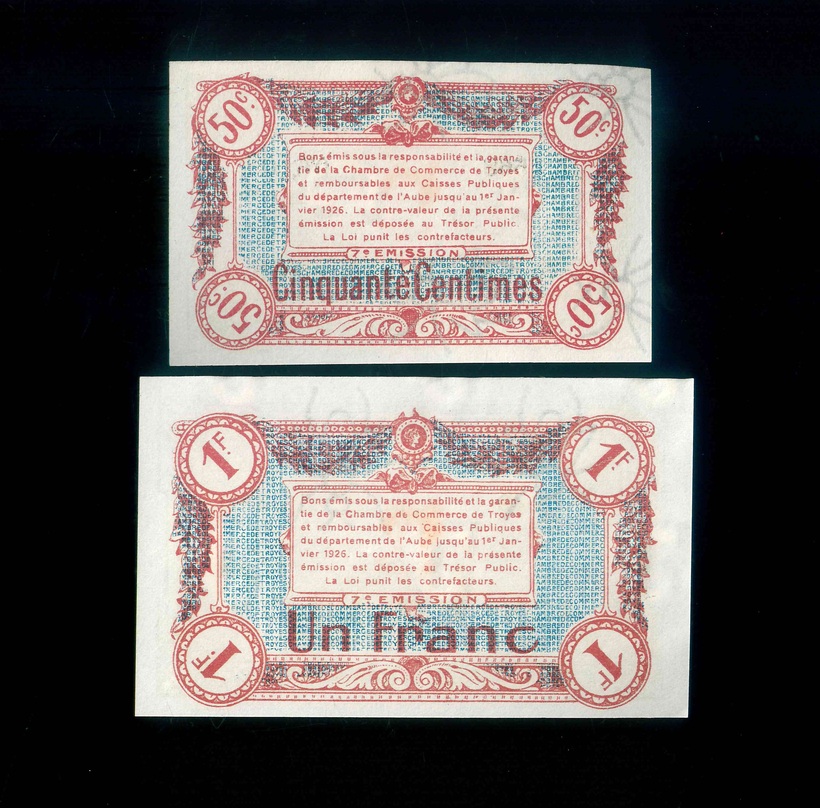 50c.
50c.
Bons émis sous la responsabilité et la garan-
tie de la Chambre de Commerce de Troyes
et remboursables aux Caisses Publiques
du département de l'Aube jusqu'au 1er Jan-
vier 1926. La contre-valeur de la présente
émission est déposée au Trésor Public.
La Loi punit les contrefacteurs.
7e EMISSION
Cinquante Centimes
50c.
50c
1F.
1F.
Bons émis sous la responsabilité et la garan-
tie de la Chambre de Commerce de Troyes
et remboursables aux Caisses Publiques
du département de l'Aube jusqu'au 1er Jan-
vier 1926. La contre-valeur de la présente
émission est déposée au Trésor Public.
La Loi punit les contrefacteurs.
7e EMISSION
Un Franc
1F.
1F.